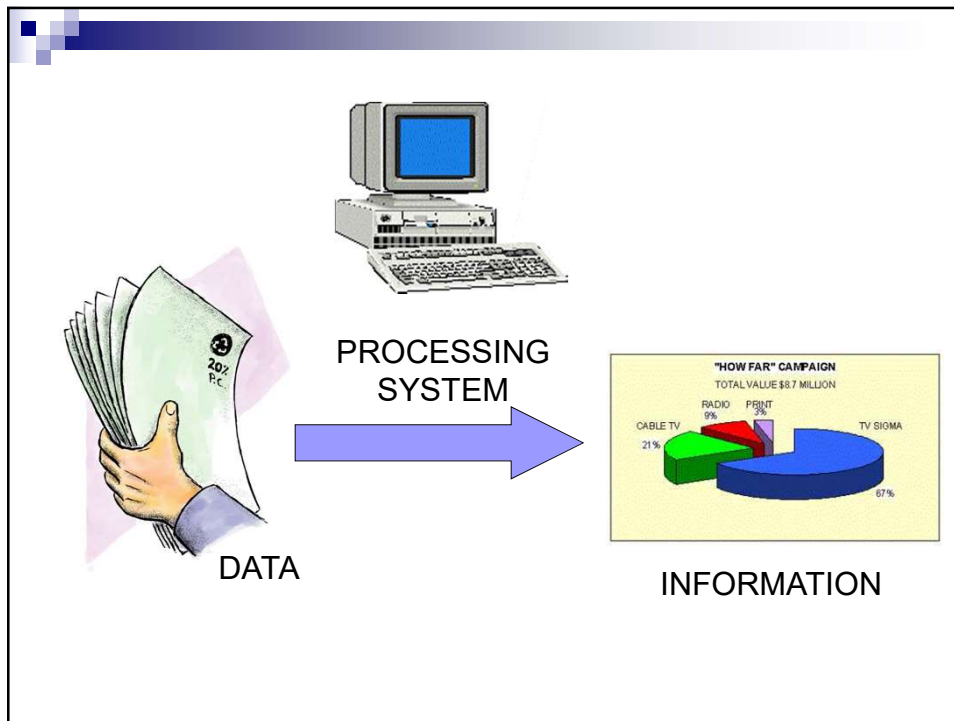 PROCESSING
SYSTEM
20%
P.C.
DATA
"HOW FAR" CAMPAIGN
TOTAL VALUE $8.7 MILLION
RADIO
9%
PRINT
3%
CABLE TV
21%
TV SIGMA
67%
INFORMATION